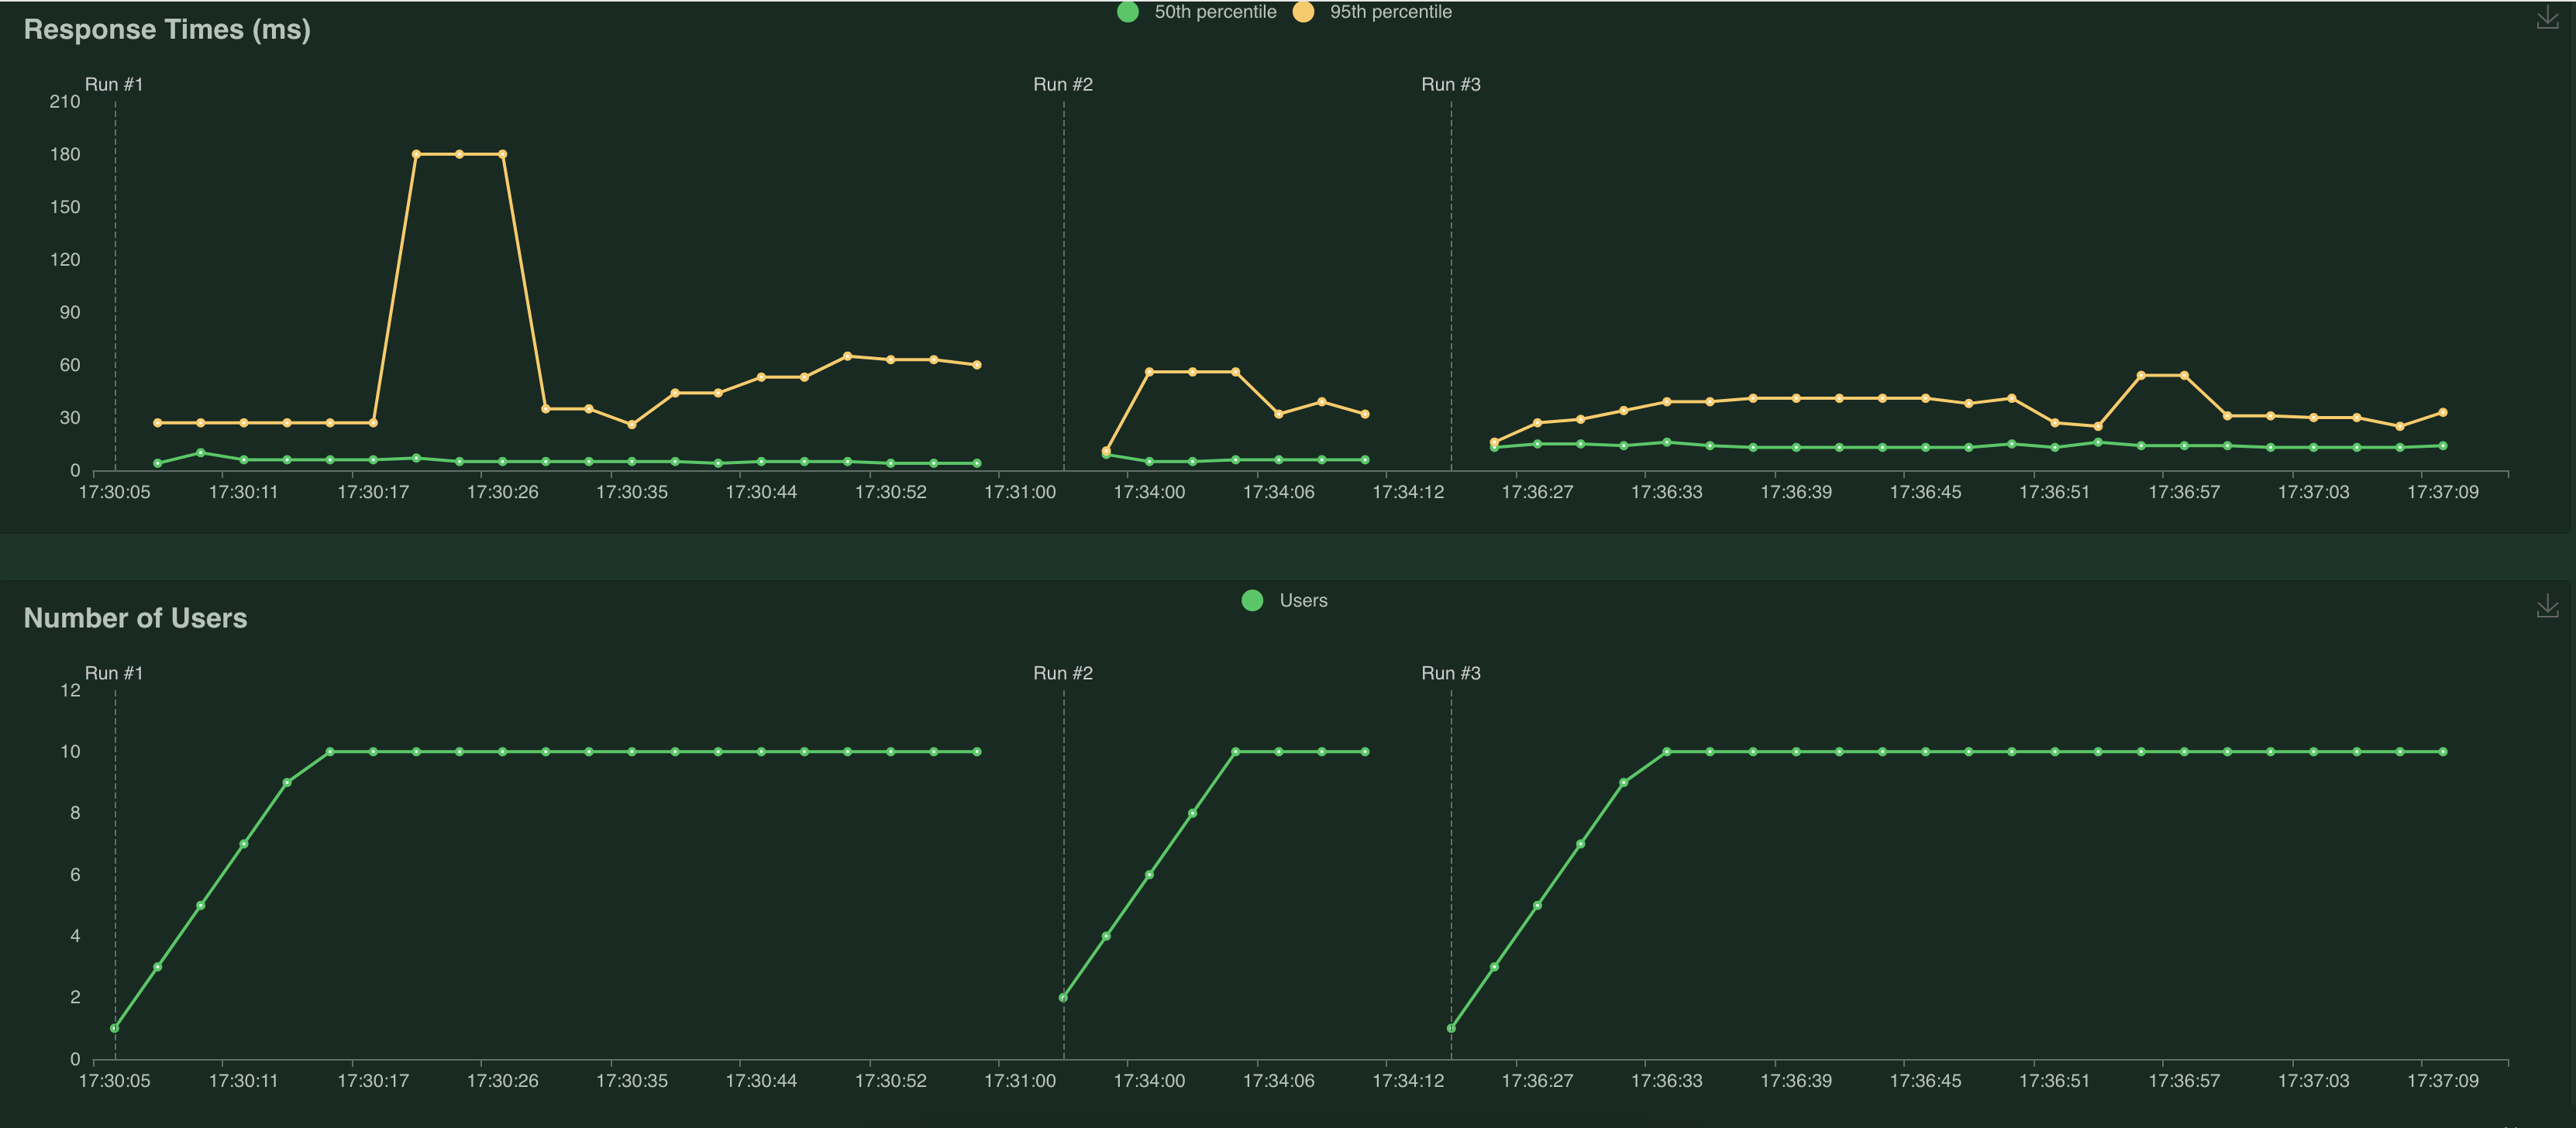 50th percentile 95th percentile
Response Times (ms)
Run #1 Run #2 Run #3
210
180
150
120
90
60
30
0
17:30:05 17:30:11 17:30:17 17:30:26 17:30:35 17:30:44 17:30:52 17:31:00 17:34:00 17:34:06 17:34:12 17:36:27 17:36:33 17:36:39 17:36:45 17:36:51 17:36:57 17:37:03 17:37:09
Users
Number of Users
Run #1 Run #2 Run #3
12
10
8
6
4
2
0
17:30:05 17:30:11 17:30:17 17:30:26 17:30:35 17:30:44 17:30:52 17:31:00 17:34:00 17:34:06 17:34:12 17:36:27 17:36:33 17:36:39 17:36:45 17:36:51 17:36:57 17:37:03 17:37:09